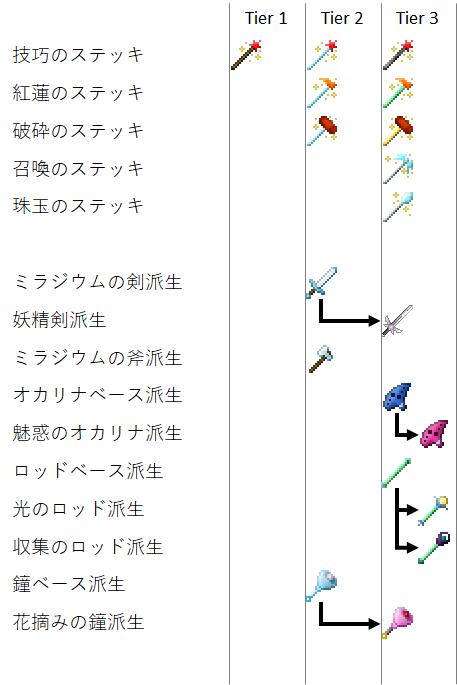 Tier 1 Tier 2 Tier 3
技巧のステッキ
紅蓮のステッキ
破砕のステッキ
召喚のステッキ
珠玉のステッキ
ミラジウムの剣派生
妖精剣派生
ミラジウムの斧派生
オカリナベース派生
魅惑のオカリナ派生
ロッドベース派生
光のロッド派生
収集のロッド派生
鐘ベース派生
花摘みの鐘派生